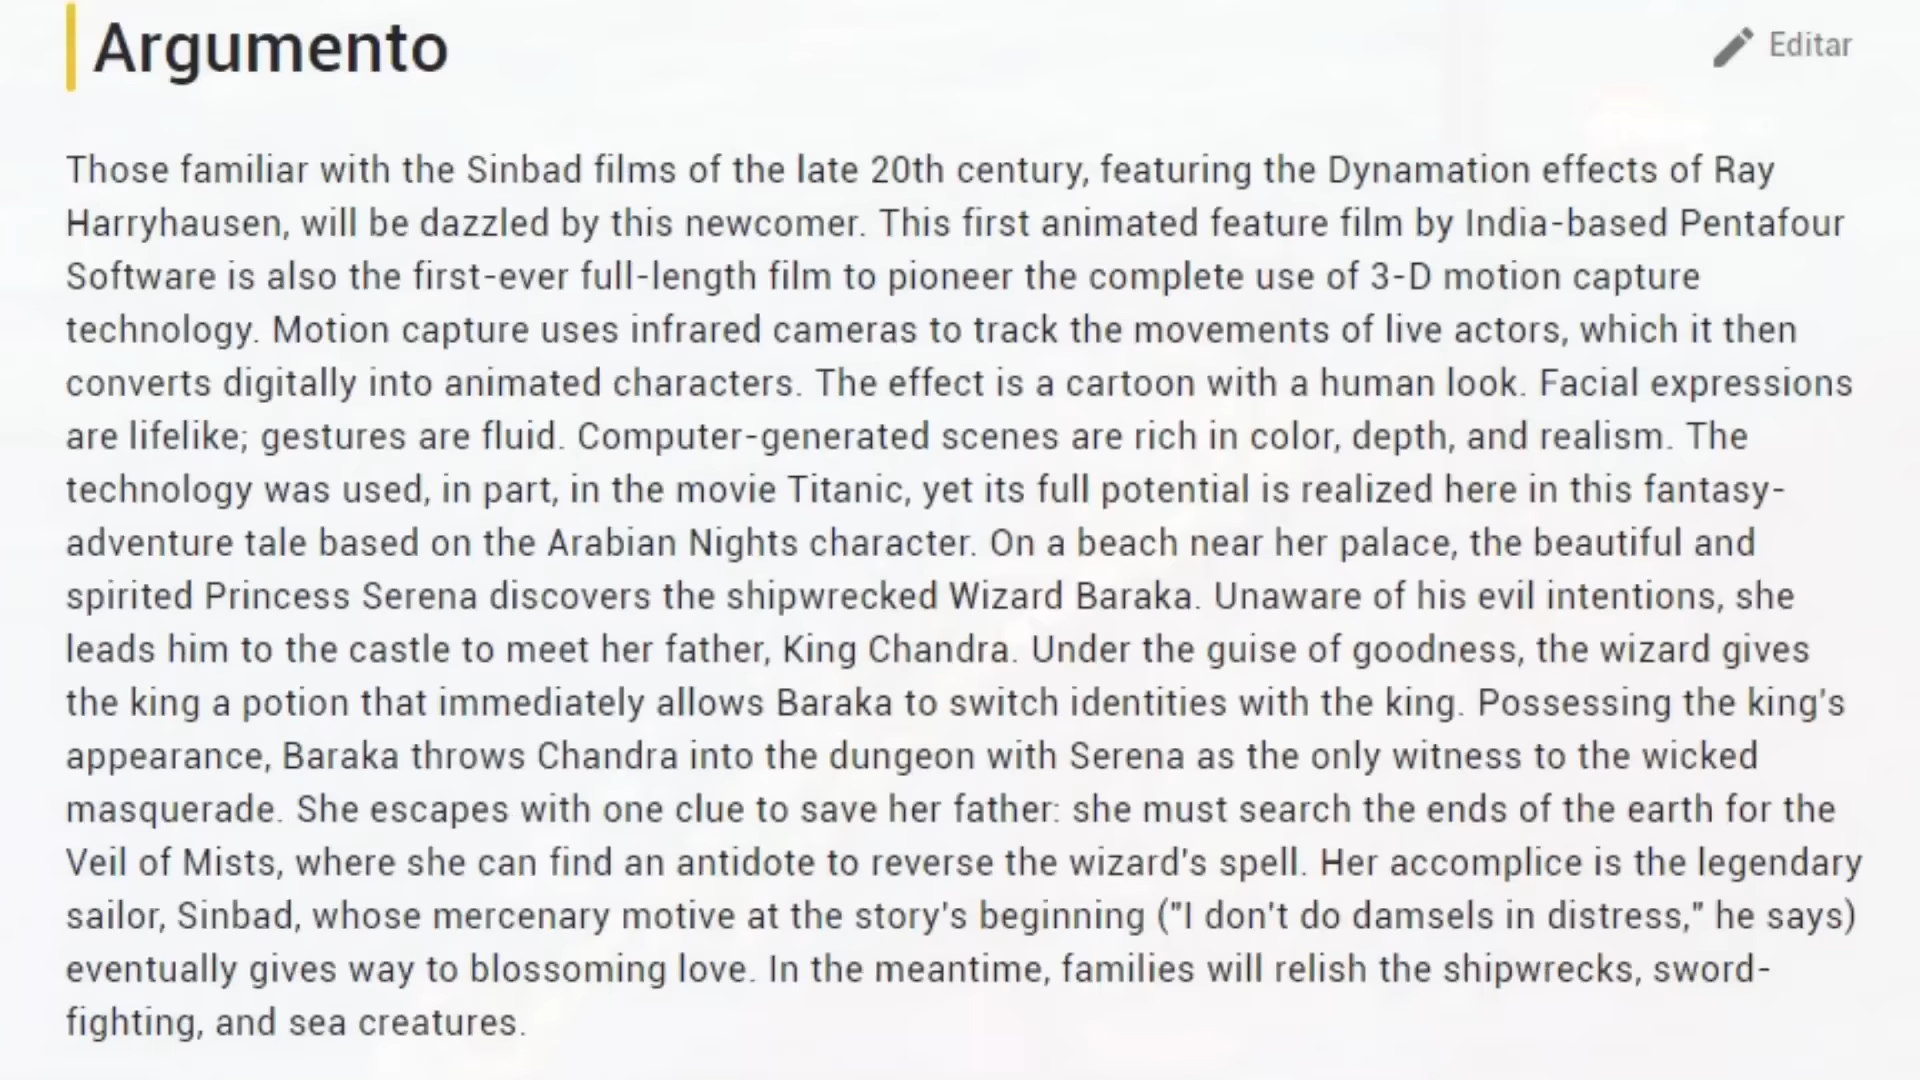 Argumento
Editar
Those familiar with the Sinbad films of the late 20th century, featuring the Dynamation effects of Ray
Harryhausen, will be dazzled by this newcomer. This first animated feature film by India-based Pentafour
Software is also the first-ever full-length film to pioneer the complete use of 3-D motion capture
technology. Motion capture uses infrared cameras to track the movements of live actors, which it then
converts digitally into animated characters. The effect is a cartoon with a human look. Facial expressions
are lifelike; gestures are fluid. Computer-generated scenes are rich in color, depth, and realism. The
technology was used, in part, in the movie Titanic, yet its full potential is realized here in this fantasy-
adventure tale based on the Arabian Nights character. On a beach near her palace, the beautiful and
spirited Princess Serena discovers the shipwrecked Wizard Baraka. Unaware of his evil intentions, she
leads him to the castle to meet her father, King Chandra. Under the guise of goodness, the wizard gives
the king a potion that immediately allows Baraka to switch identities with the king. Possessing the king's
appearance, Baraka throws Chandra into the dungeon with Serena as the only witness to the wicked
masquerade. She escapes with one clue to save her father: she must search the ends of the earth for the
Veil of Mists, where she can find an antidote to reverse the wizard's spell. Her accomplice is the legendary
sailor, Sinbad, whose mercenary motive at the story's beginning ("I don't do damsels in distress," he says)
eventually gives way to blossoming love. In the meantime, families will relish the shipwrecks, sword-
fighting, and sea creatures.